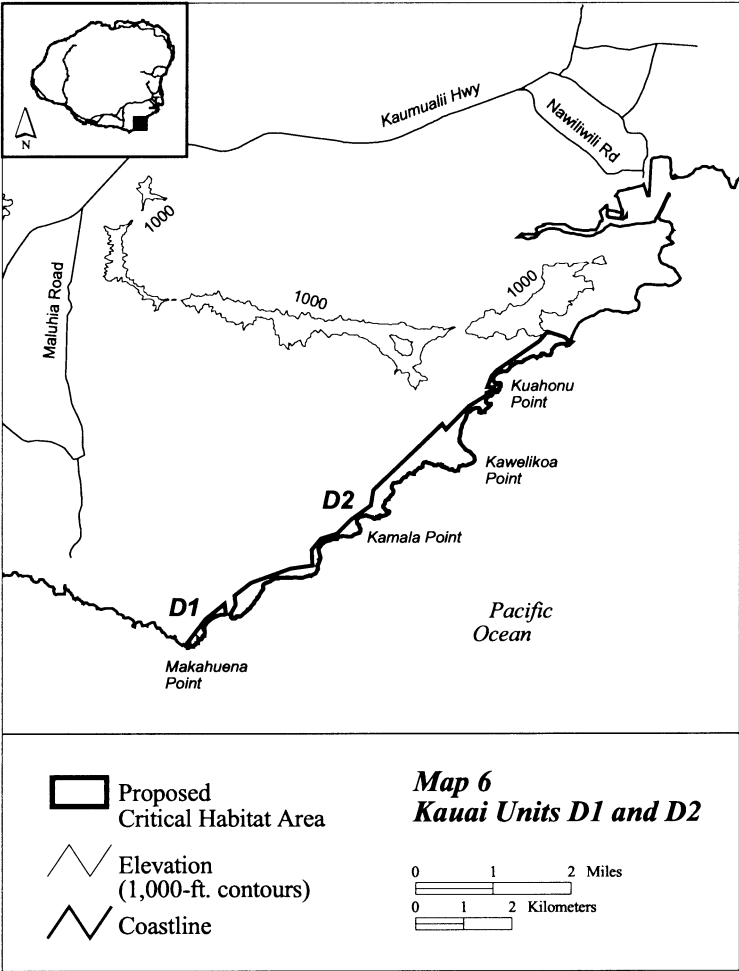 N
Kaumualii Hwy
Nawiliwili Rd
1000
Maluhia Road
1000
1000
Kuahonu
Point
Kawelikoa
Point
D2
Kamala Point
D1
Pacific
Ocean
Makahuena
Point
Proposed
Critical Habitat Area
Elevation
(1,000-ft. contours)
Coastline
Map 6
Kauai Units D1 and D2
0 1 2 Miles
0 1 2 Kilometers